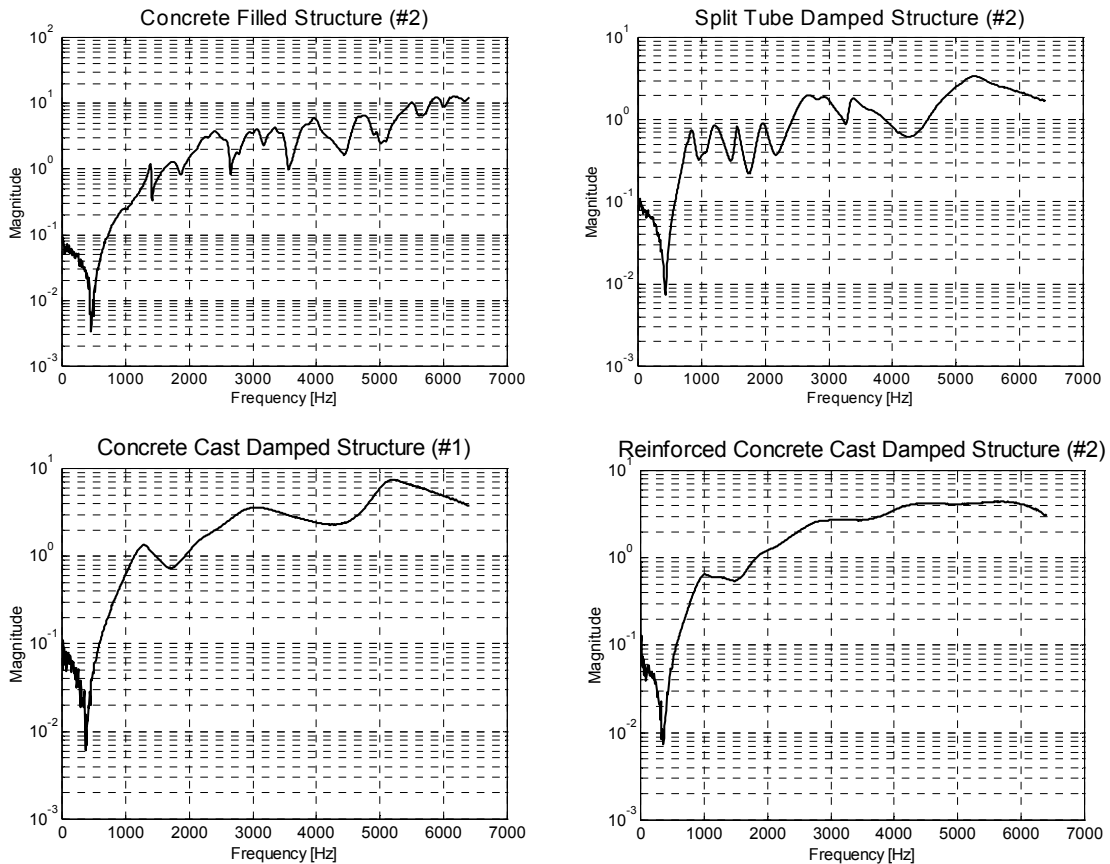 Concrete Filled Structure (#2)
10^2
10^1
10^0
10^-1
10^-2
10^-3
Magnitude
0 1000 2000 3000 4000 5000 6000 7000
Frequency [Hz]
Split Tube Damped Structure (#2)
10^1
10^0
10^-1
10^-2
10^-3
Magnitude
0 1000 2000 3000 4000 5000 6000 7000
Frequency [Hz]
Concrete Cast Damped Structure (#1)
10^1
10^0
10^-1
10^-2
10^-3
Magnitude
0 1000 2000 3000 4000 5000 6000 7000
Frequency [Hz]
Reinforced Concrete Cast Damped Structure (#2)
10^1
10^0
10^-1
10^-2
10^-3
Magnitude
0 1000 2000 3000 4000 5000 6000 7000
Frequency [Hz]